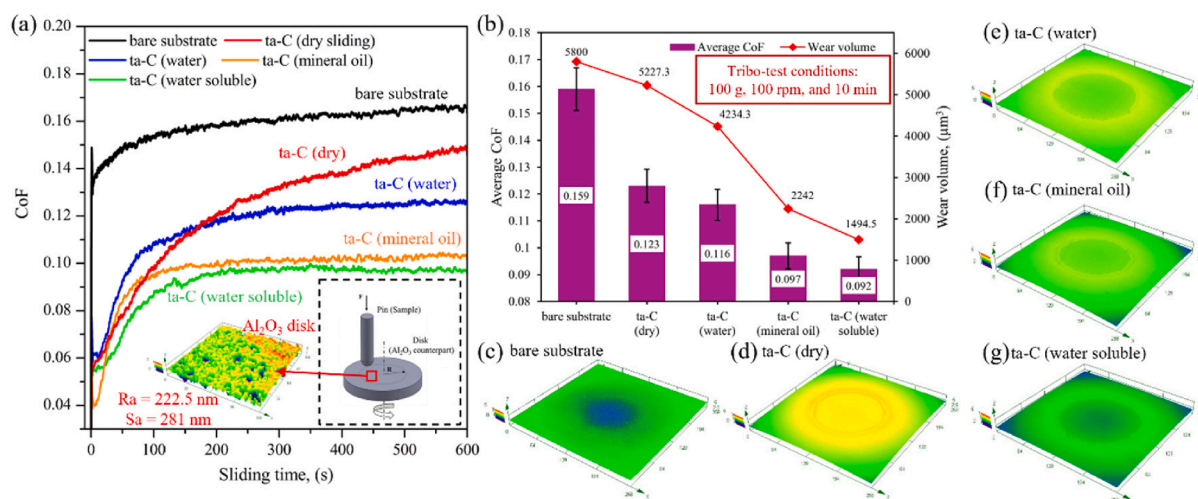 (a)
0.20
0.18
0.16
0.14
0.12
0.10
0.08
0.06
0.04
CoF
bare substrate
ta-C (dry sliding)
ta-C (water)
ta-C (mineral oil)
ta-C (water soluble)
bare substrate
ta-C (dry)
ta-C (water)
ta-C (mineral oil)
ta-C (water soluble)
Al₂O₃ disk
Ra = 222.5 nm
Sa = 281 nm
F
Pin (Sample)
Disk
(Al₂O₃ counterpart)
R
0 100 200 300 400 500 600
Sliding time, (s)
(b)
0.18
0.17
0.16
0.15
0.14
0.13
0.12
0.11
0.1
0.09
0.08
Average CoF
Average CoF
Wear volume
Tribo-test conditions:
100 g, 100 rpm, and 10 min
5800
5227.3
4234.3
2242
1494.5
0.159
0.123
0.116
0.097
0.092
6000
5000
4000
3000
2000
1000
0
Wear volume, (μm³)
bare substrate
ta-C
(dry)
ta-C
(water)
ta-C
(mineral oil)
ta-C (water
soluble)
(c) bare substrate
(d) ta-C (dry)
(e) ta-C (water)
(f) ta-C (mineral oil)
(g) ta-C (water soluble)